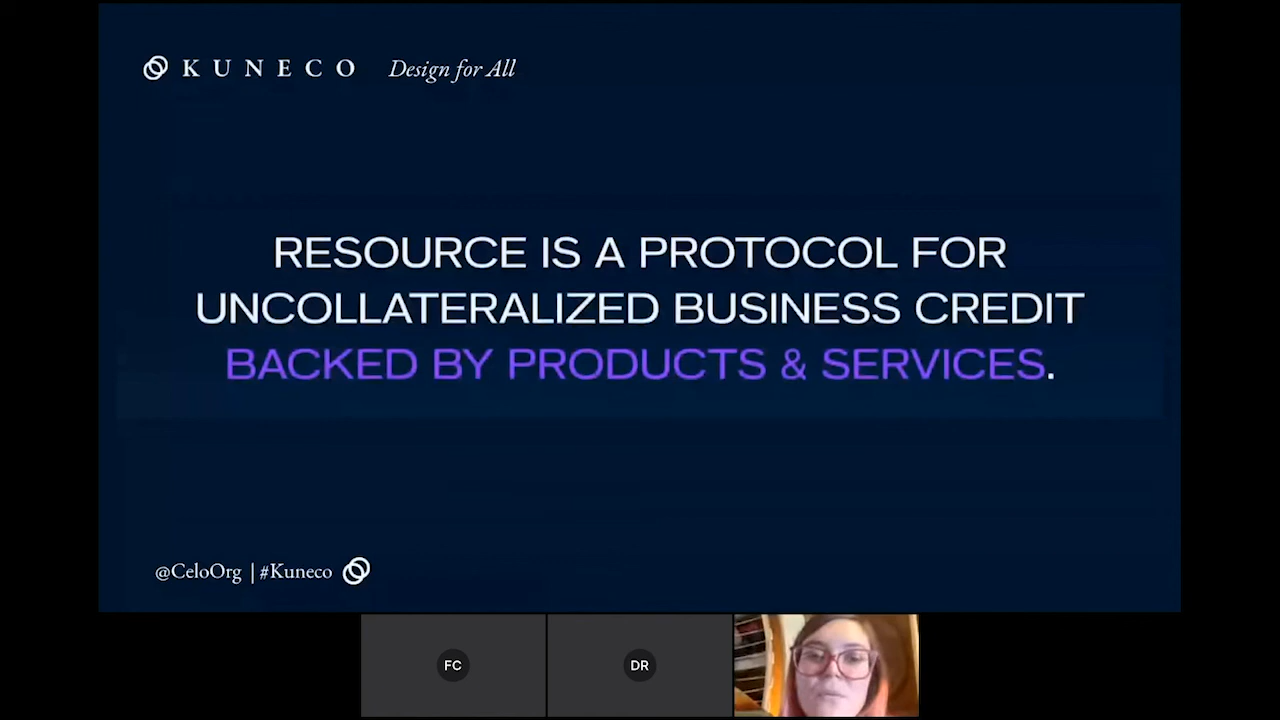 KUNECO Design for All
RESOURCE IS A PROTOCOL FOR
UNCOLLATERALIZED BUSINESS CREDIT
BACKED BY PRODUCTS & SERVICES.
@CeloOrg | #Kuneco
FC
DR